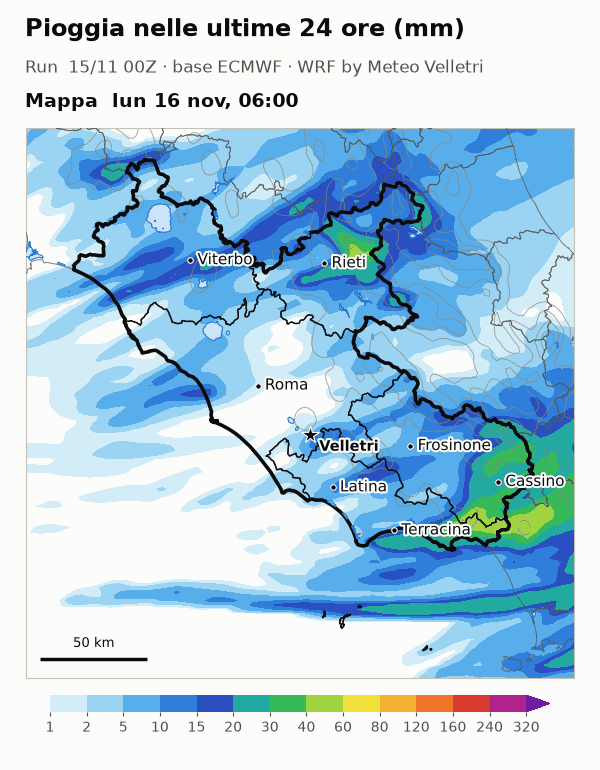 Pioggia nelle ultime 24 ore (mm)
Run  15/11 00Z · base ECMWF · WRF by Meteo Velletri
Mappa  lun 16 nov, 06:00
Viterbo
Rieti
Roma
Velletri
Frosinone
Latina
Cassino
Terracina
50 km
1 2 5 10 15 20 30 40 60 80 120 160 240 320